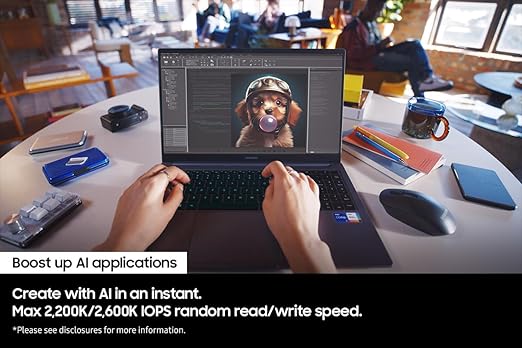 Boost up AI applications
Create with AI in an instant.
Max 2,200K/2,600K IOPS random read/write speed.
*Please see disclosures for more information.